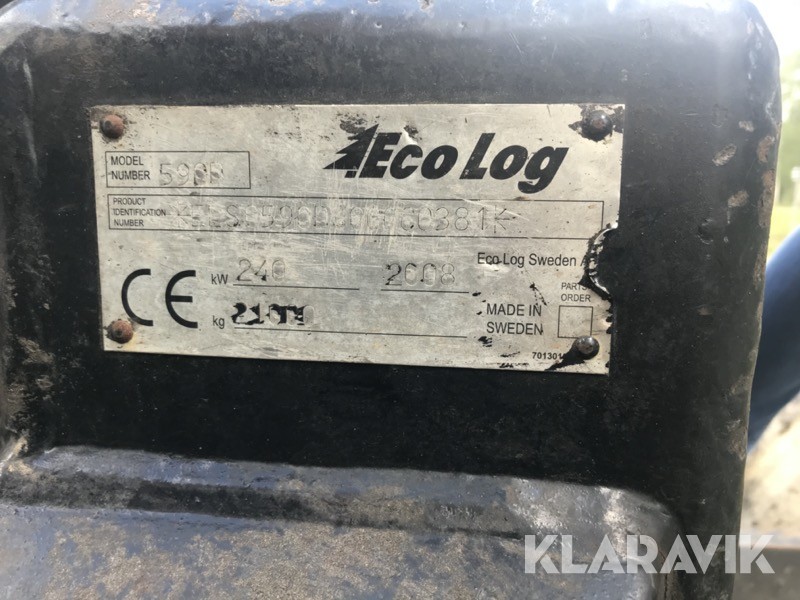 Eco Log
MODEL NUMBER 590D
PRODUCT IDENTIFICATION NUMBER
Eco Log Sweden
kW 240 2008
PARTS ORDER
CE
kg
MADE IN SWEDEN
KLARAVIK